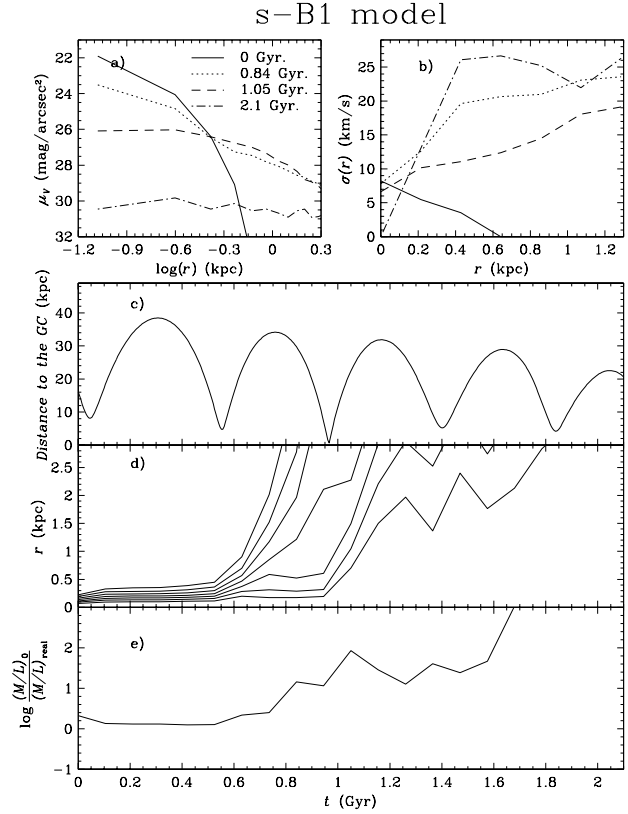 s-B1 model
a)
0 Gyr.
0.84 Gyr.
1.05 Gyr.
2.1 Gyr.
22
24
26
28
30
32
μV (mag/arcsec²)
-1.2 -0.9 -0.6 -0.3 0 0.3
log(r) (kpc)
b)
25
20
15
10
5
0
σ(r) (km/s)
0 0.2 0.4 0.6 0.8 1 1.2
r (kpc)
c)
40
30
20
10
0
Distance to the GC (kpc)
d)
2.5
2
1.5
1
0.5
0
r (kpc)
e)
2
1
0
-1
log (M/L)0 / (M/L)real
0 0.2 0.4 0.6 0.8 1 1.2 1.4 1.6 1.8 2
t (Gyr)